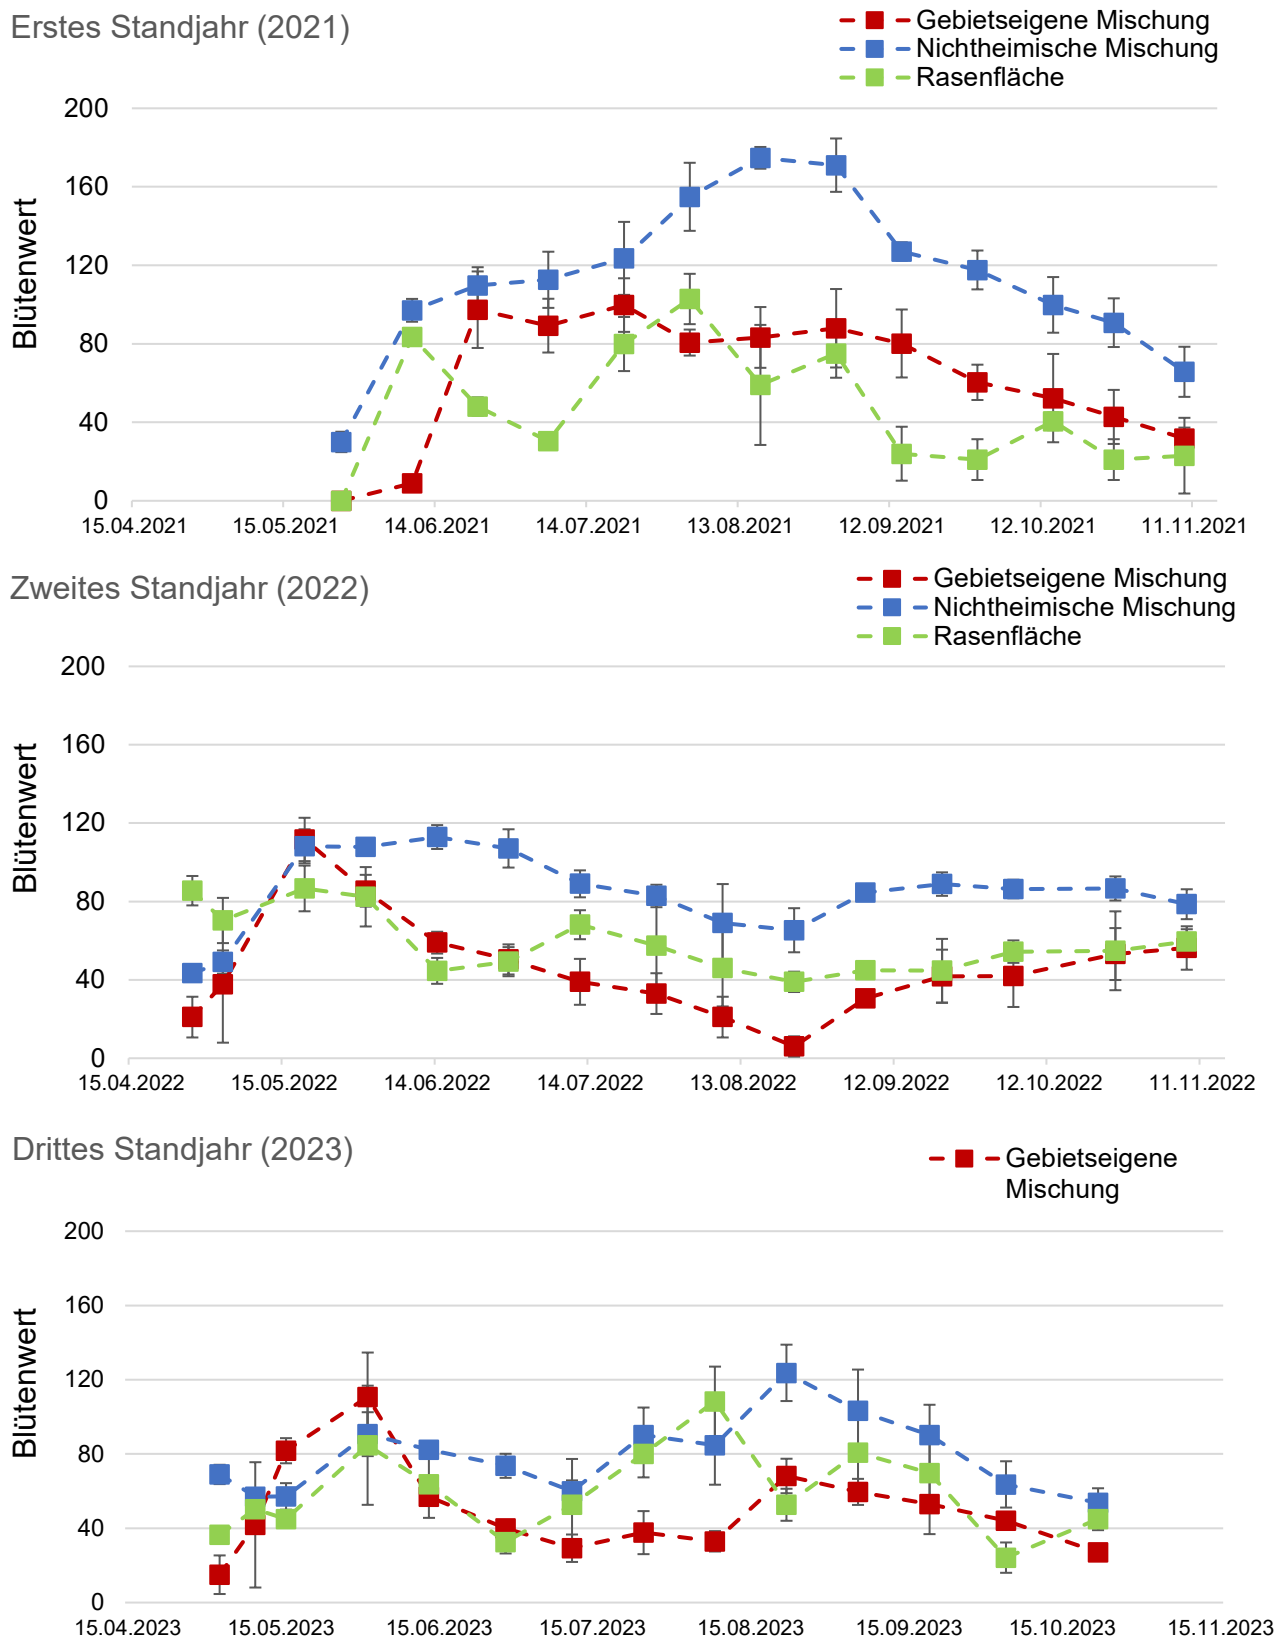 Erstes Standjahr (2021)
Gebietseigene Mischung
Nichtheimische Mischung
Rasenfläche
Blütenwert
200
160
120
80
40
0
15.04.2021 15.05.2021 14.06.2021 14.07.2021 13.08.2021 12.09.2021 12.10.2021 11.11.2021
Zweites Standjahr (2022)
Gebietseigene Mischung
Nichtheimische Mischung
Rasenfläche
Blütenwert
200
160
120
80
40
0
15.04.2022 15.05.2022 14.06.2022 14.07.2022 13.08.2022 12.09.2022 12.10.2022 11.11.2022
Drittes Standjahr (2023)
Gebietseigene
Mischung
Blütenwert
200
160
120
80
40
0
15.04.2023 15.05.2023 15.06.2023 15.07.2023 15.08.2023 15.09.2023 15.10.2023 15.11.2023